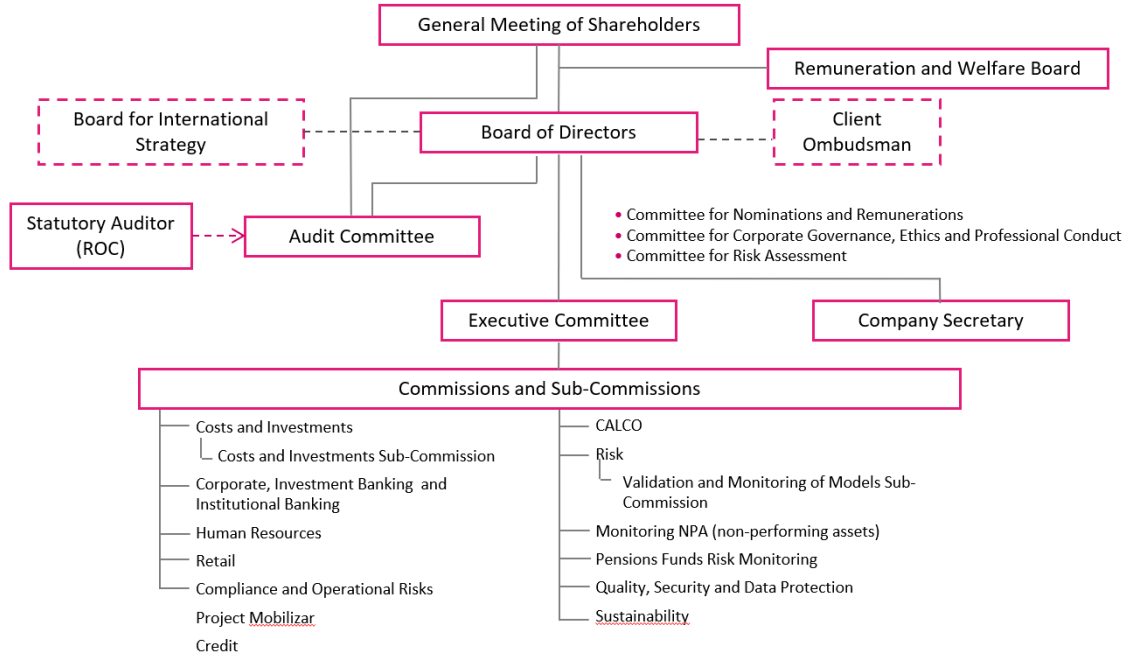 General Meeting of Shareholders
Remuneration and Welfare Board
Board for International
Strategy
Board of Directors
Client
Ombudsman
Statutory Auditor
(ROC)
Audit Committee
• Committee for Nominations and Remunerations
• Committee for Corporate Governance, Ethics and Professional Conduct
• Committee for Risk Assessment
Executive Committee
Company Secretary
Commissions and Sub-Commissions
Costs and Investments
Costs and Investments Sub-Commission
Corporate, Investment Banking and
Institutional Banking
Human Resources
Retail
Compliance and Operational Risks
Project Mobilizar
Credit
CALCO
Risk
Validation and Monitoring of Models Sub-
Commission
Monitoring NPA (non-performing assets)
Pensions Funds Risk Monitoring
Quality, Security and Data Protection
Sustainability